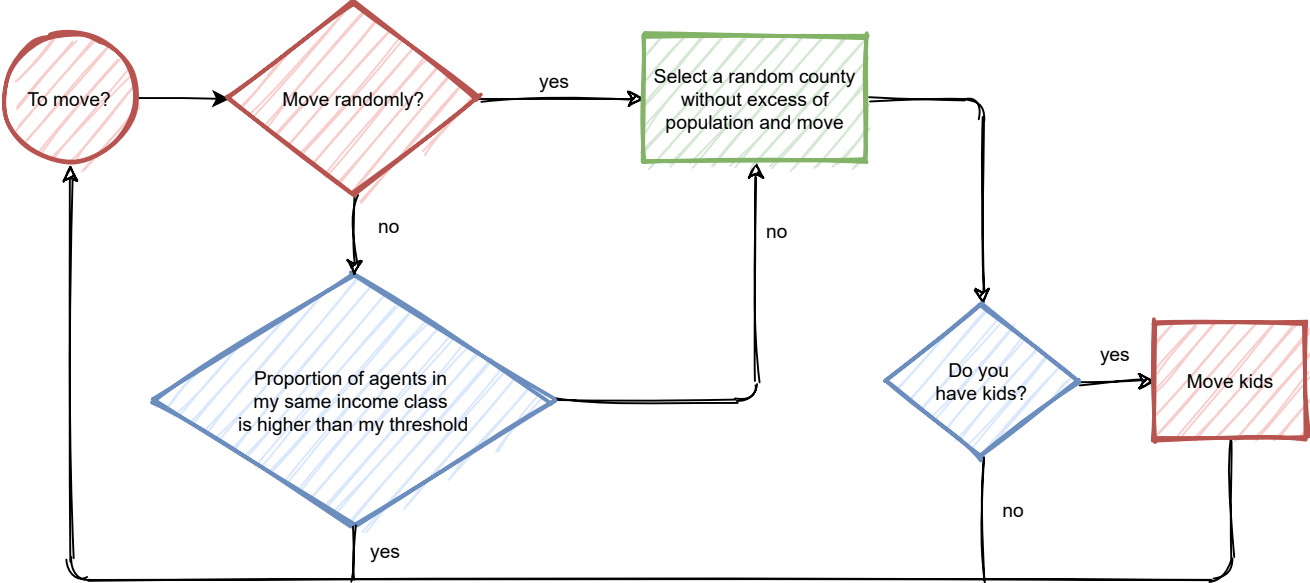 To move?
Move randomly?
yes
Select a random county
without excess of
population and move
no
no
Proportion of agents in
my same income class
is higher than my threshold
yes
Do you
have kids?
yes
Move kids
no